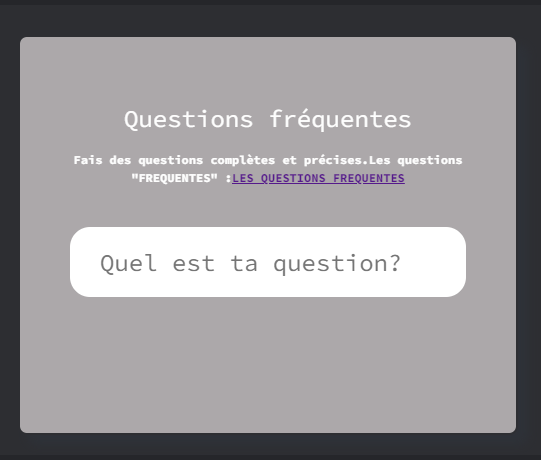 Questions fréquentes
Fais des questions complètes et précises.Les questions
"FREQUENTES" :LES QUESTIONS FREQUENTES
Quel est ta question?